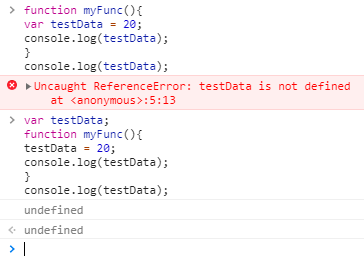 function myFunc(){
var testData = 20;
console.log(testData);
}
console.log(testData);
Uncaught ReferenceError: testData is not defined
at <anonymous>:5:13
var testData;
function myFunc(){
testData = 20;
console.log(testData);
}
console.log(testData);
undefined
undefined